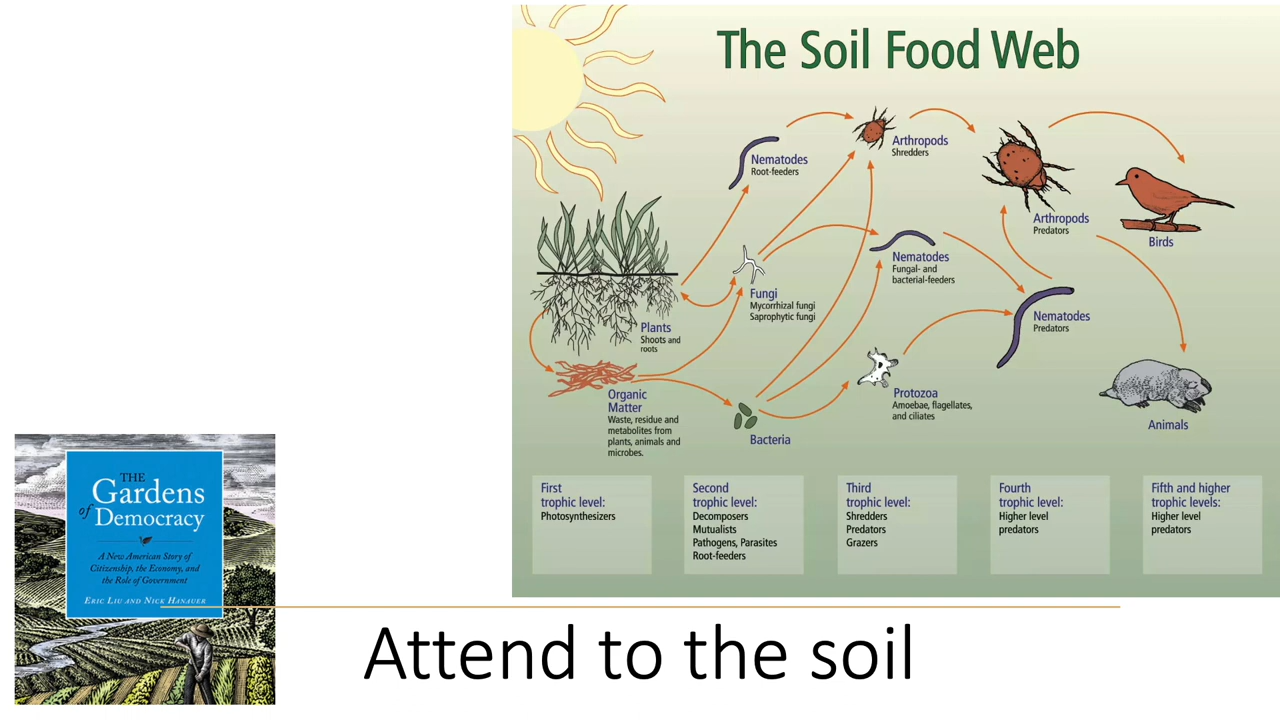 The Soil Food Web
Arthropods
Shredders
Nematodes
Root-feeders
Arthropods
Predators
Birds
Nematodes
Fungal- and
bacterial-feeders
Fungi
Mycorrhizal fungi
Saprophytic fungi
Nematodes
Predators
Plants
Shoots and
roots
Organic
Matter
Waste, residue and
metabolites from
plants, animals and
microbes.
Protozoa
Amoebae, flagellates,
and ciliates
Animals
Bacteria
First
trophic level:
Photosynthesizers
Second
trophic level:
Decomposers
Mutualists
Pathogens, Parasites
Root-feeders
Third
trophic level:
Shredders
Predators
Grazers
Fourth
trophic level:
Higher level
predators
Fifth and higher
trophic levels:
Higher level
predators
THE
Gardens
of Democracy
A New American Story of
Citizenship, the Economy, and
the Role of Government
ERIC LIU AND NICK HANAUER
Attend to the soil